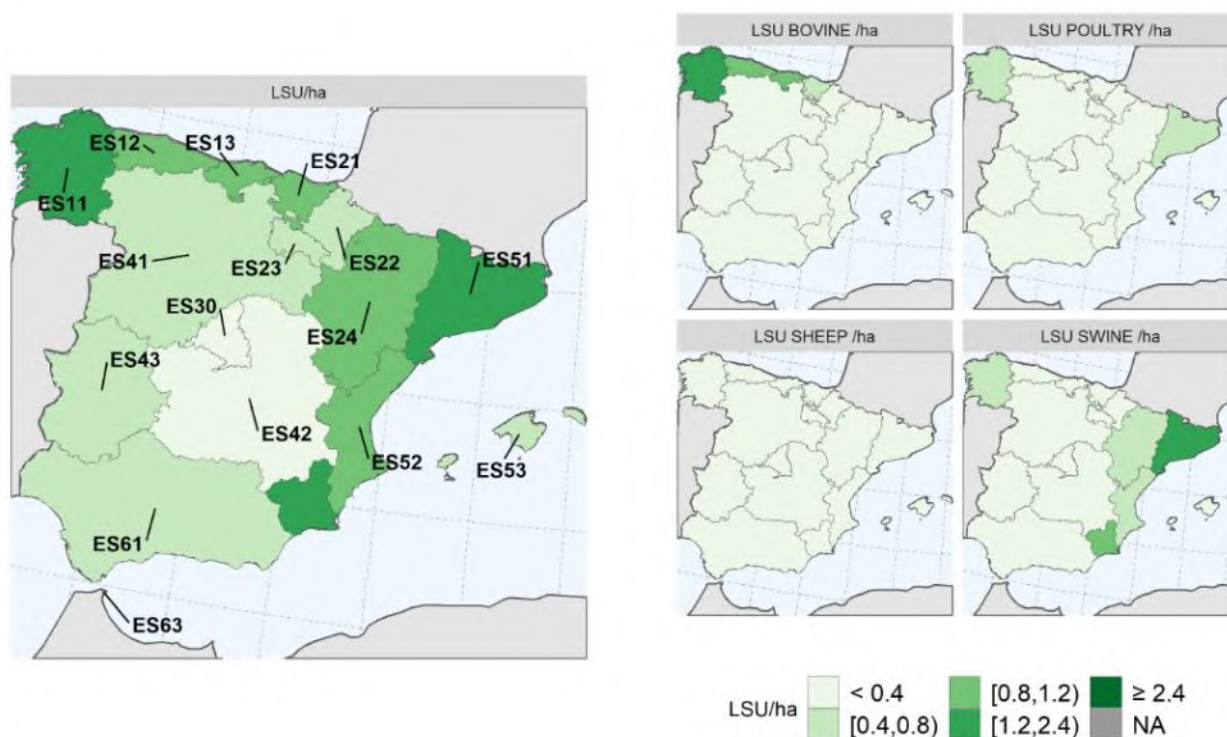 LSU/ha
ES12
ES13
ES21
ES11
ES41
ES23
ES22
ES51
ES30
ES24
ES43
ES42
ES52
ES53
ES61
ES63
LSU BOVINE /ha
LSU POULTRY /ha
LSU SHEEP /ha
LSU SWINE /ha
LSU/ha
< 0.4
[0.8,1.2)
≥ 2.4
[0.4,0.8)
[1.2,2.4)
NA